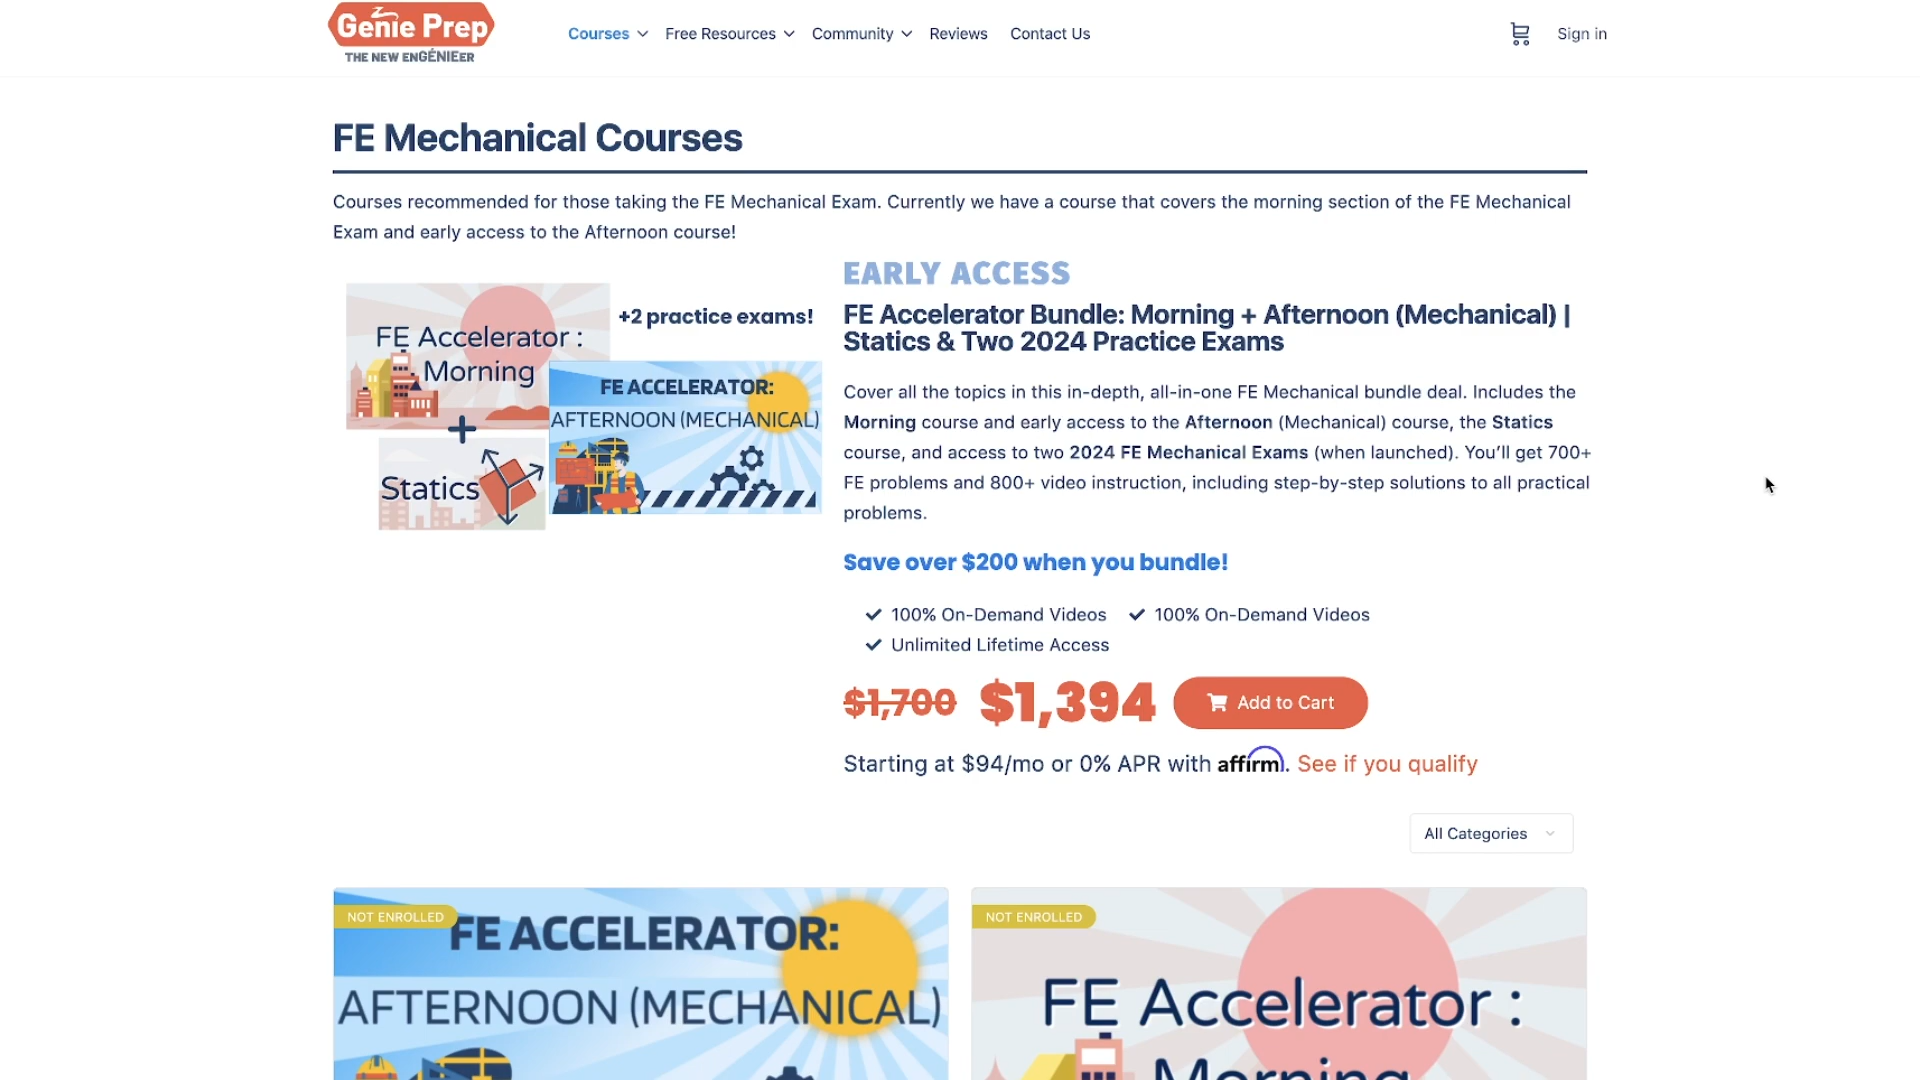 Genie Prep
THE NEW ENGÉNIEER
Courses
Free Resources
Community
Reviews
Contact Us
Sign in
FE Mechanical Courses
Courses recommended for those taking the FE Mechanical Exam. Currently we have a course that covers the morning section of the FE Mechanical
Exam and early access to the Afternoon course!
FE Accelerator :
Morning
+2 practice exams!
+
FE ACCELERATOR:
AFTERNOON (MECHANICAL)
Statics
EARLY ACCESS
FE Accelerator Bundle: Morning + Afternoon (Mechanical) |
Statics & Two 2024 Practice Exams
Cover all the topics in this in-depth, all-in-one FE Mechanical bundle deal. Includes the
Morning course and early access to the Afternoon (Mechanical) course, the Statics
course, and access to two 2024 FE Mechanical Exams (when launched). You’ll get 700+
FE problems and 800+ video instruction, including step-by-step solutions to all practical
problems.
Save over $200 when you bundle!
100% On-Demand Videos
100% On-Demand Videos
Unlimited Lifetime Access
$1,700 $1,394
Add to Cart
Starting at $94/mo or 0% APR with affirm. See if you qualify
All Categories
NOT ENROLLED
FE ACCELERATOR:
AFTERNOON (MECHANICAL)
NOT ENROLLED
FE Accelerator :
Morning